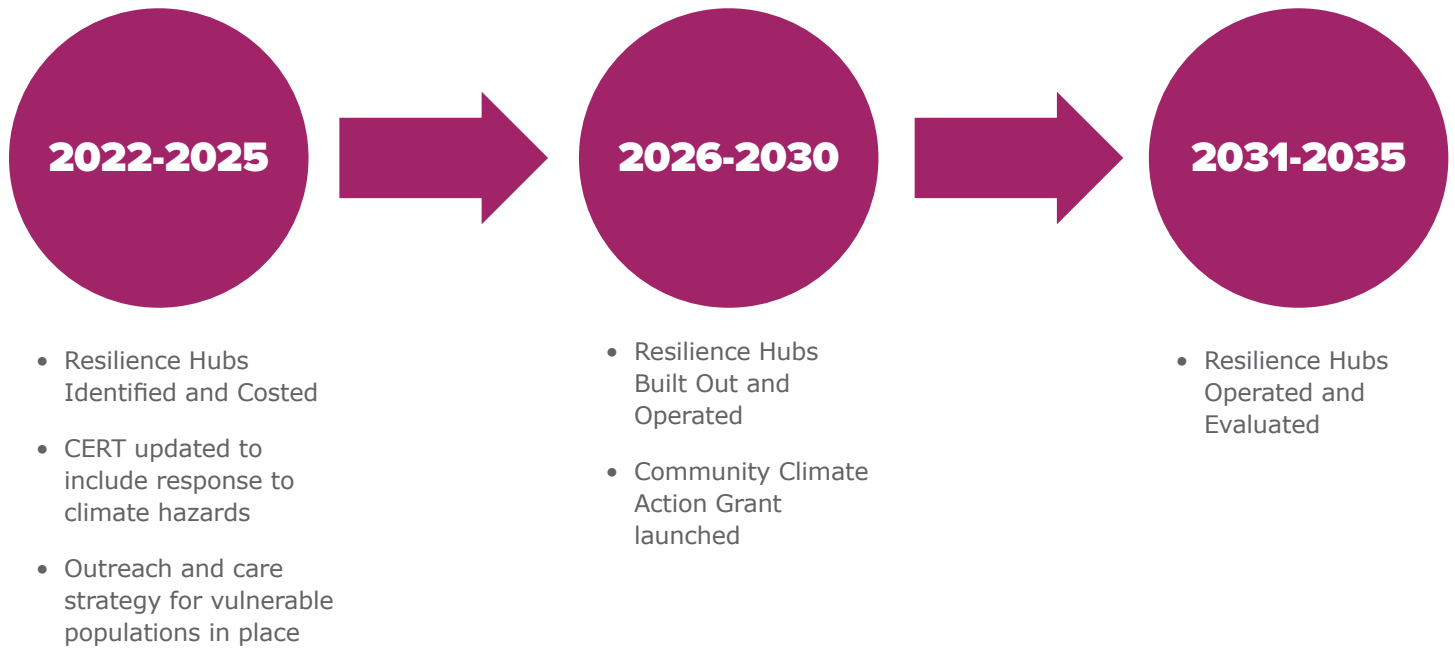 2022-2025
2026-2030
2031-2035
• Resilience Hubs
Identified and Costed
• CERT updated to
include response to
climate hazards
• Outreach and care
strategy for vulnerable
populations in place
• Resilience Hubs
Built Out and
Operated
• Community Climate
Action Grant
launched
• Resilience Hubs
Operated and
Evaluated